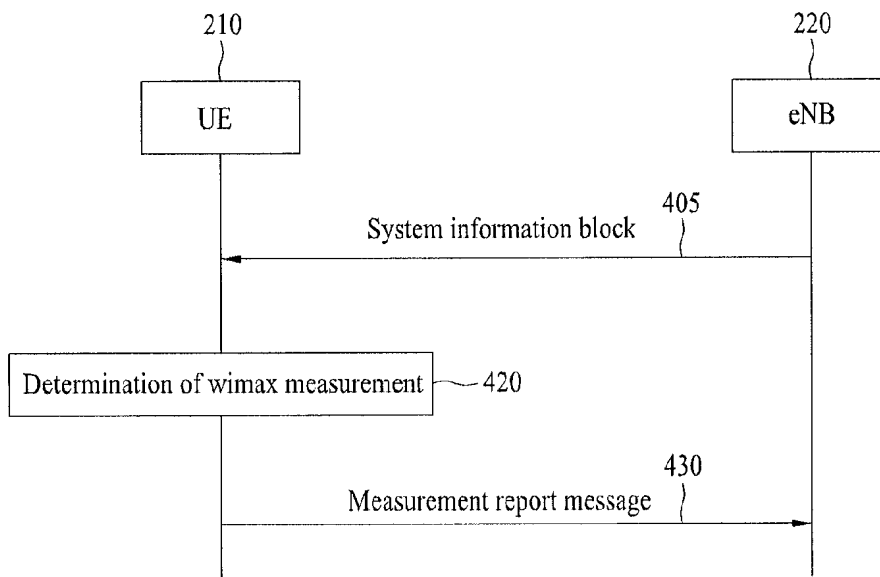 210
220
UE
eNB
405
System information block
Determination of wimax measurement
420
430
Measurement report message